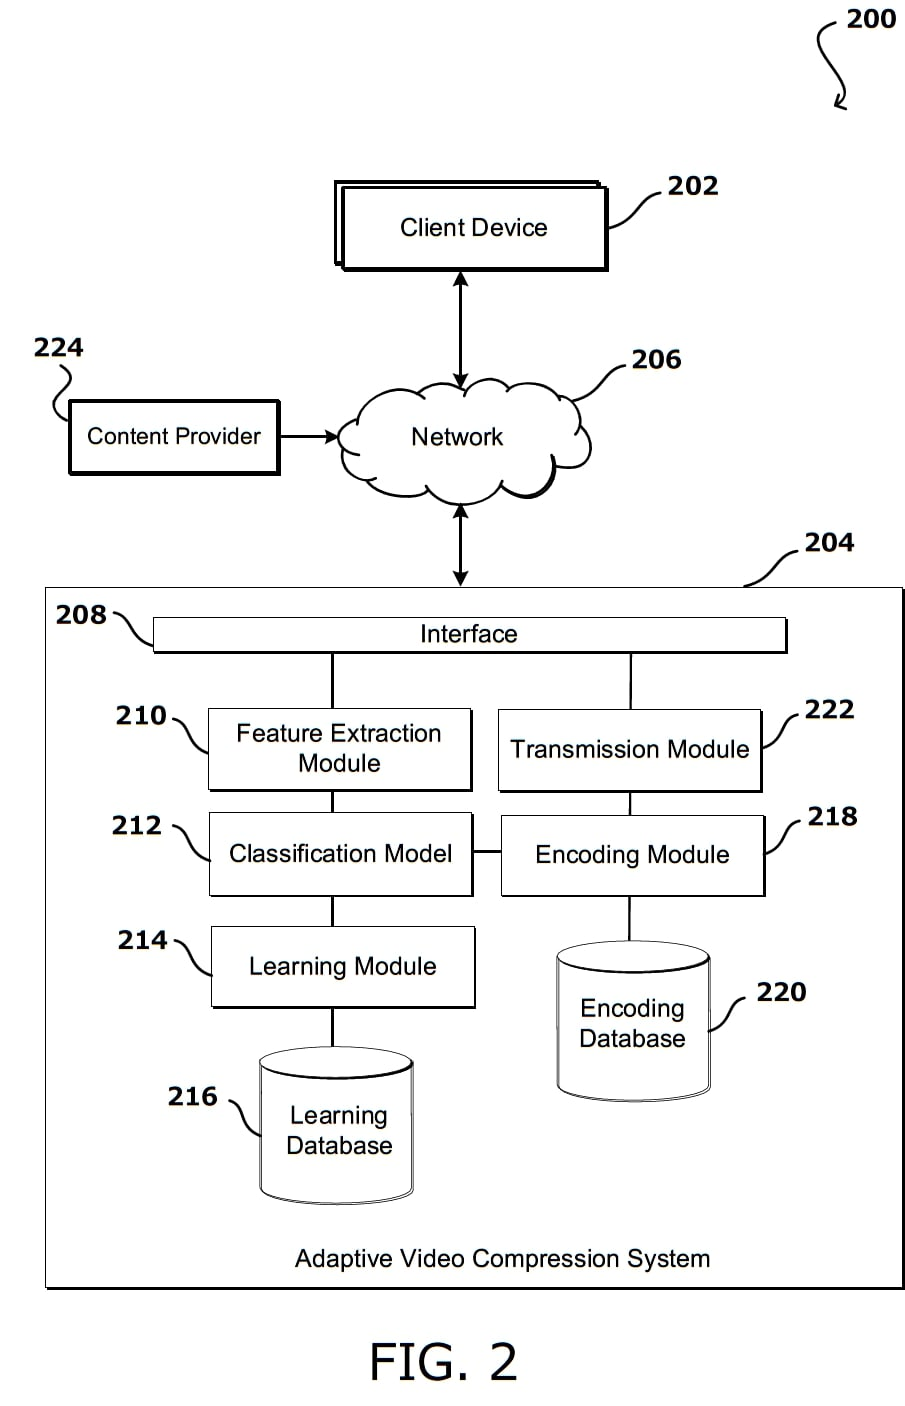 200
202
Client Device
224
206
Content Provider
Network
204
208
Interface
210
Feature Extraction
Module
222
Transmission Module
212
Classification Model
218
Encoding Module
214
Learning Module
220
Encoding
Database
216
Learning
Database
Adaptive Video Compression System
FIG. 2